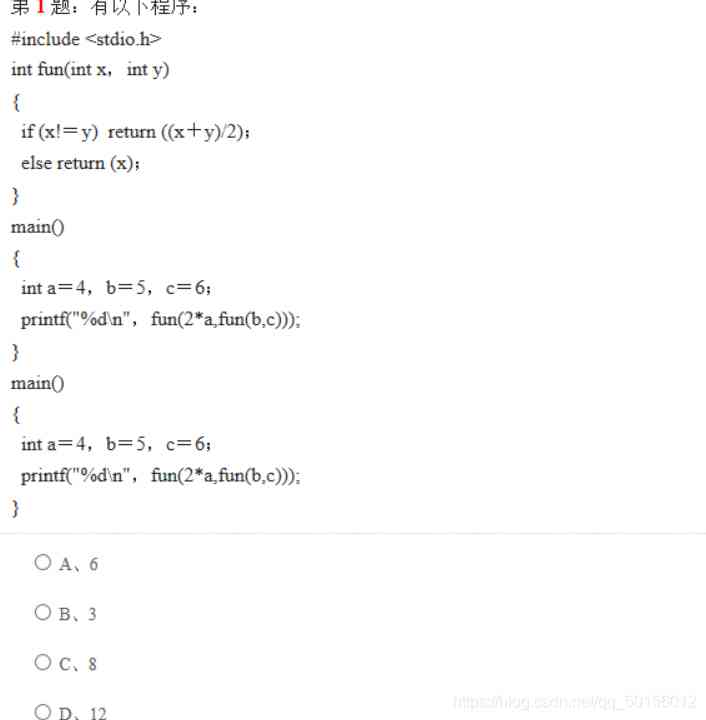 第1题：有以下程序：
#include <stdio.h>
int fun(int x，int y)
{
if (x!＝y) return ((x＋y)/2)；
else return (x)；
}
main()
{
int a＝4，b＝5，c＝6；
printf("%d\n"，fun(2*a,fun(b,c)));
}
main()
{
int a＝4，b＝5，c＝6；
printf("%d\n"，fun(2*a,fun(b,c)));
}
A、6
B、3
C、8
https://blog.csdn.net/qq_50156012
D、12